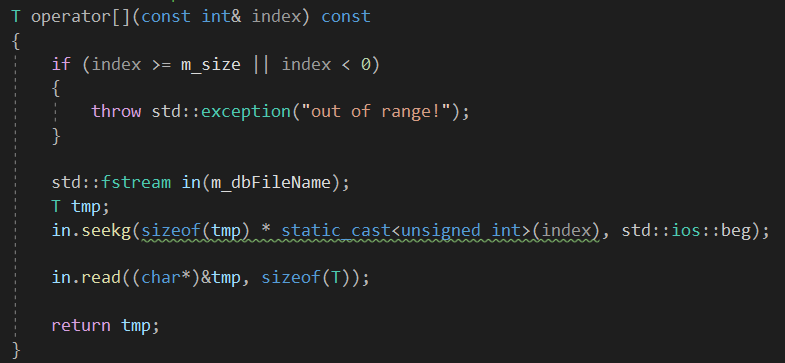 T operator[](const int& index) const
{
if (index >= m_size || index < 0)
{
throw std::exception("out of range!");
}
std::fstream in(m_dbFileName);
T tmp;
in.seekg(sizeof(tmp) * static_cast<unsigned int>(index), std::ios::beg);
in.read((char*)&tmp, sizeof(T));
return tmp;
}